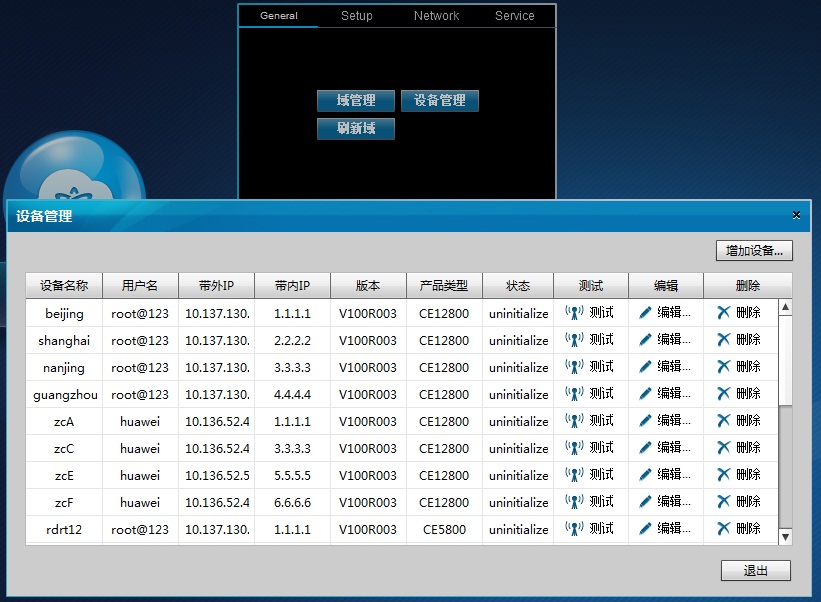 General Setup Network Service
域管理 设备管理
刷新域
设备管理
增加设备...
设备名称 用户名 带外IP 带内IP 版本 产品类型 状态 测试 编辑 删除
beijing root@123 10.137.130. 1.1.1.1 V100R003 CE12800 uninitialize 测试 编辑... 删除
shanghai root@123 10.137.130. 2.2.2.2 V100R003 CE12800 uninitialize 测试 编辑... 删除
nanjing root@123 10.137.130. 3.3.3.3 V100R003 CE12800 uninitialize 测试 编辑... 删除
guangzhou root@123 10.137.130. 4.4.4.4 V100R003 CE12800 uninitialize 测试 编辑... 删除
zcA huawei 10.136.52.4 1.1.1.1 V100R003 CE12800 uninitialize 测试 编辑... 删除
zcC huawei 10.136.52.4 3.3.3.3 V100R003 CE12800 uninitialize 测试 编辑... 删除
zcE huawei 10.136.52.5 5.5.5.5 V100R003 CE12800 uninitialize 测试 编辑... 删除
zcF huawei 10.136.52.4 6.6.6.6 V100R003 CE12800 uninitialize 测试 编辑... 删除
rdrt12 root@123 10.137.130. 1.1.1.1 V100R003 CE5800 uninitialize 测试 编辑... 删除
退出